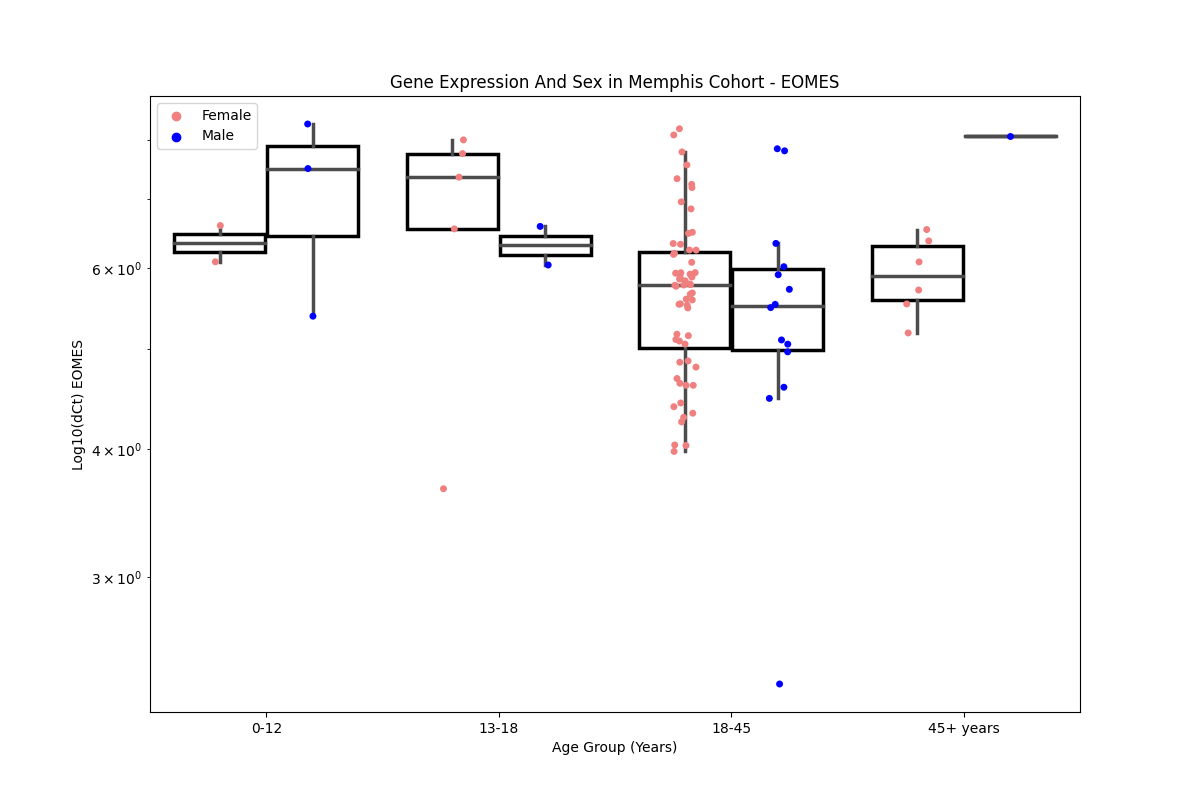 Gene Expression And Sex in Memphis Cohort - EOMES
Female
Male
Log10(dCt) EOMES
6 × 10⁰
4 × 10⁰
3 × 10⁰
0-12
13-18
18-45
45+ years
Age Group (Years)